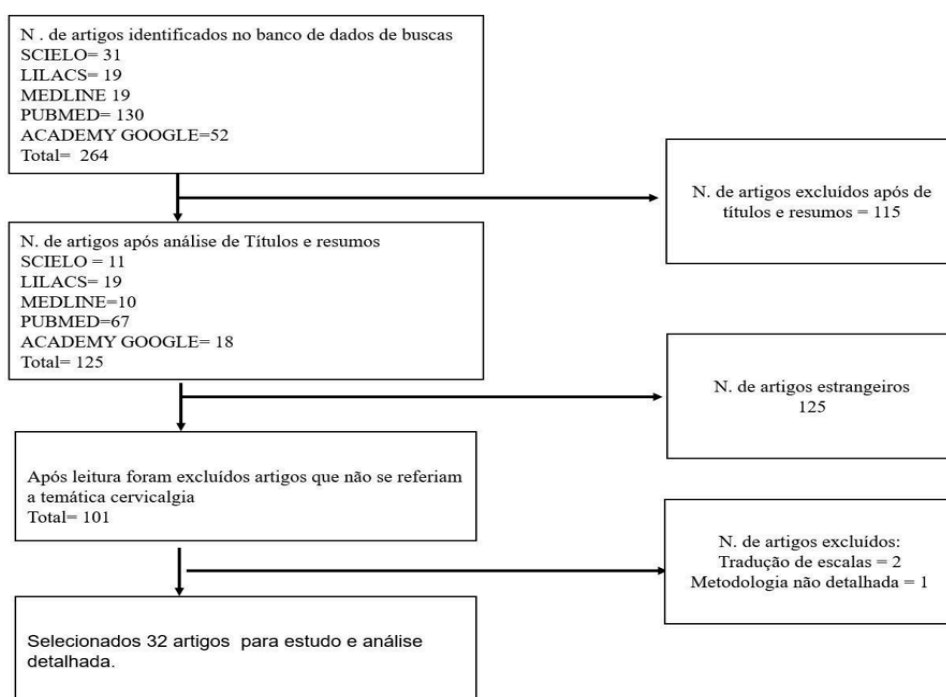 N . de artigos identificados no banco de dados de buscas
SCIELO= 31
LILACS= 19
MEDLINE 19
PUBMED= 130
ACADEMY GOOGLE=52
Total= 264
N. de artigos excluídos após de
títulos e resumos = 115
N. de artigos após análise de Títulos e resumos
SCIELO = 11
LILACS= 19
MEDLINE=10
PUBMED=67
ACADEMY GOOGLE= 18
Total= 125
N. de artigos estrangeiros
125
Após leitura foram excluídos artigos que não se referiam
a temática cervicalgia
Total= 101
N. de artigos excluídos:
Tradução de escalas = 2
Metodologia não detalhada = 1
Selecionados 32 artigos para estudo e análise
detalhada.